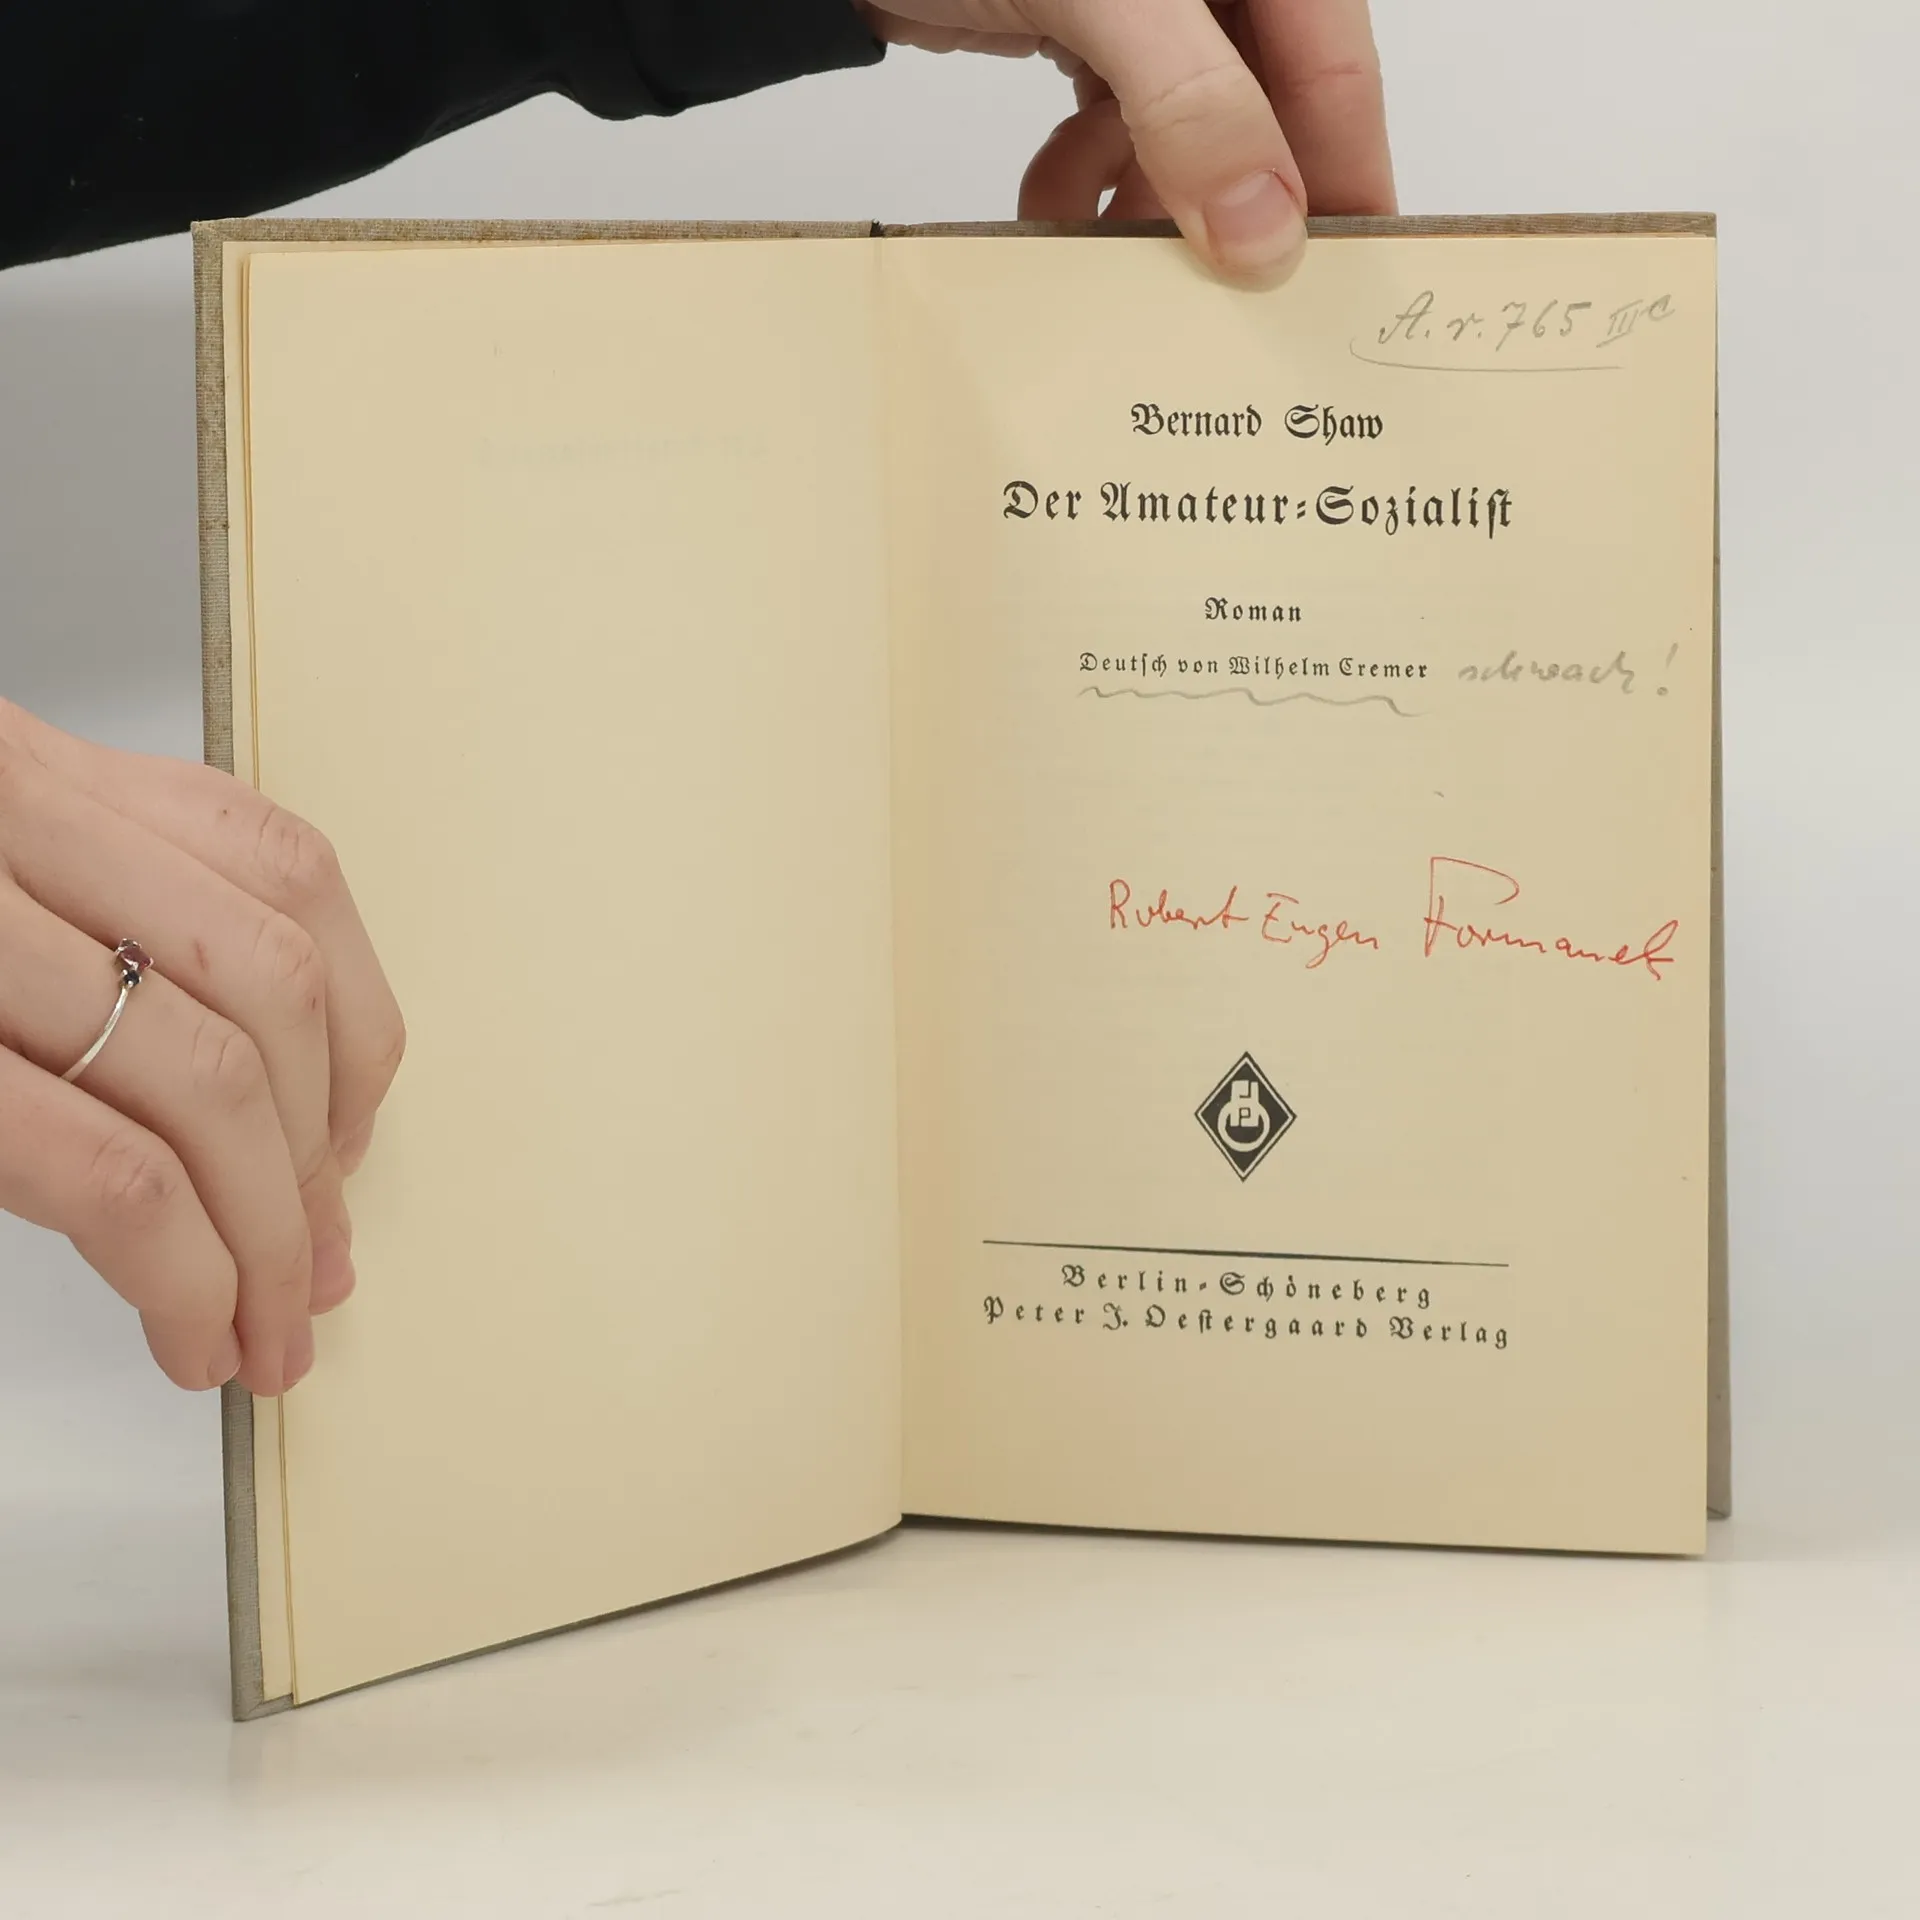 A. v. 765 III c
Bernard Shaw
Der Amateur-Sozialist
Roman
Deutsch von Wilhelm Cremer schwach!
Robert Eugen Formanek
Berlin-Schöneberg
Peter J. Oestergaard Verlag